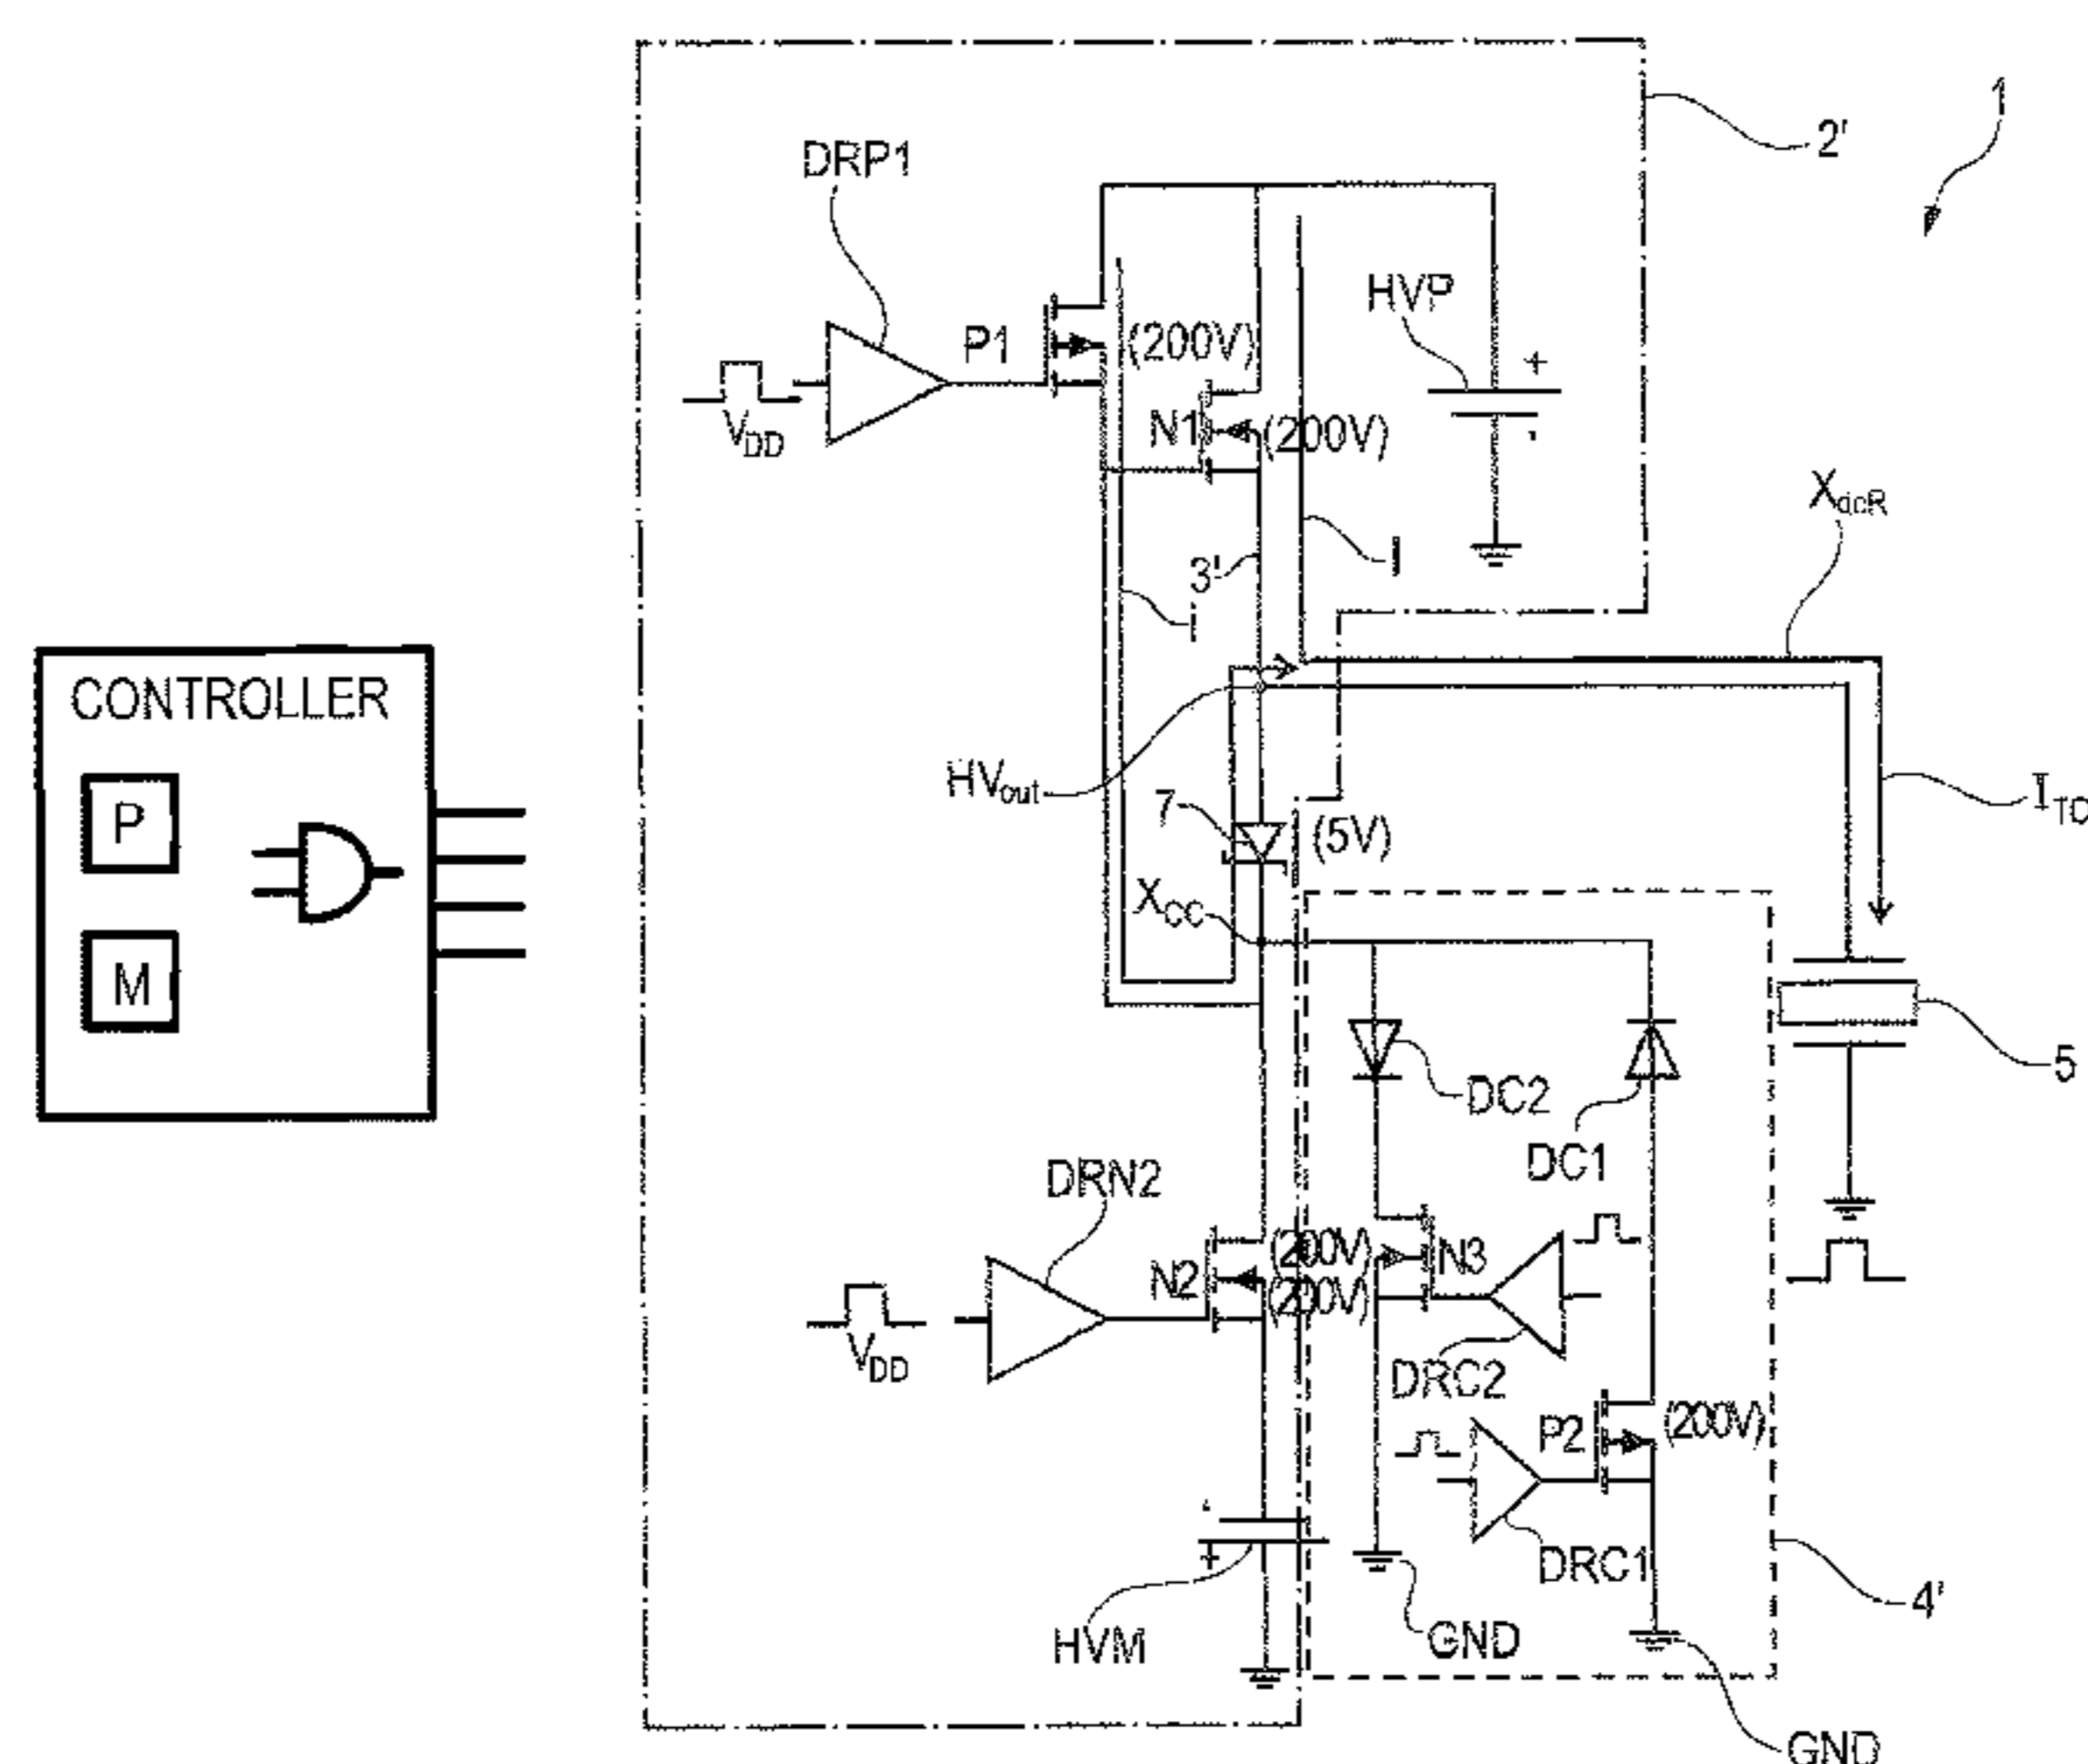 1
2'
DRP1
HVP
+
P1
(200V)
VDD
N1
(200V)
-
XdcR
3'
I
I
CONTROLLER
P
M
HVout
7
(5V)
ITO
XCC
5
DC2
DC1
DRN2
N2
(200V)
(200V)
N3
VDD
DRC2
P2
(200V)
DRC1
+
HVM
GND
4'
GND